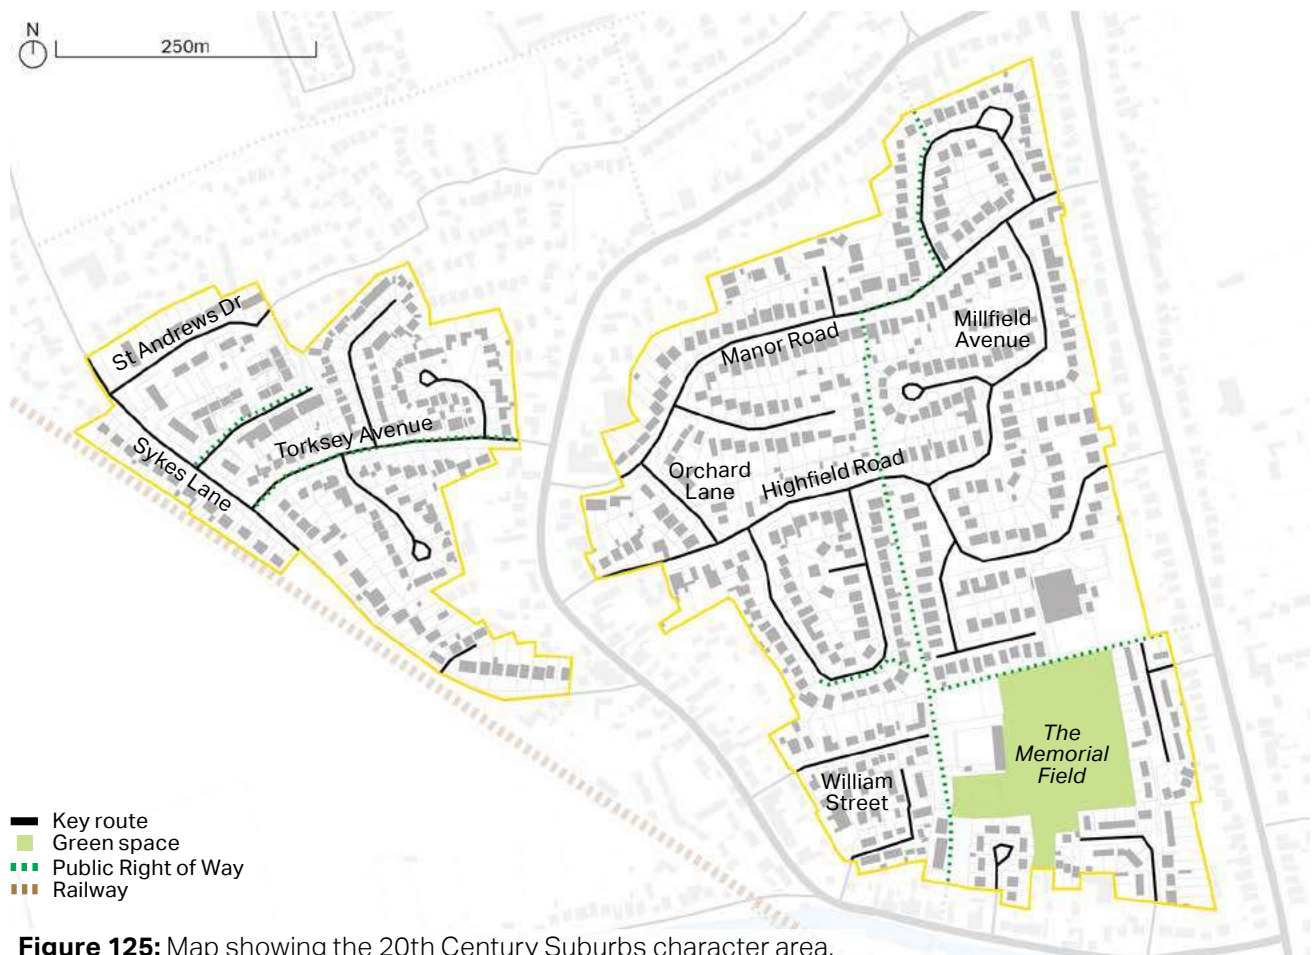 N
250m
St Andrews Dr
Manor Road
Millfield
Avenue
Torksey Avenue
Sykes Lane
Orchard
Lane
Highfield Road
The
Memorial
Field
William
Street
Key route
Green space
Public Right of Way
Railway
Figure 125: Map showing the 20th Century Suburbs character area.